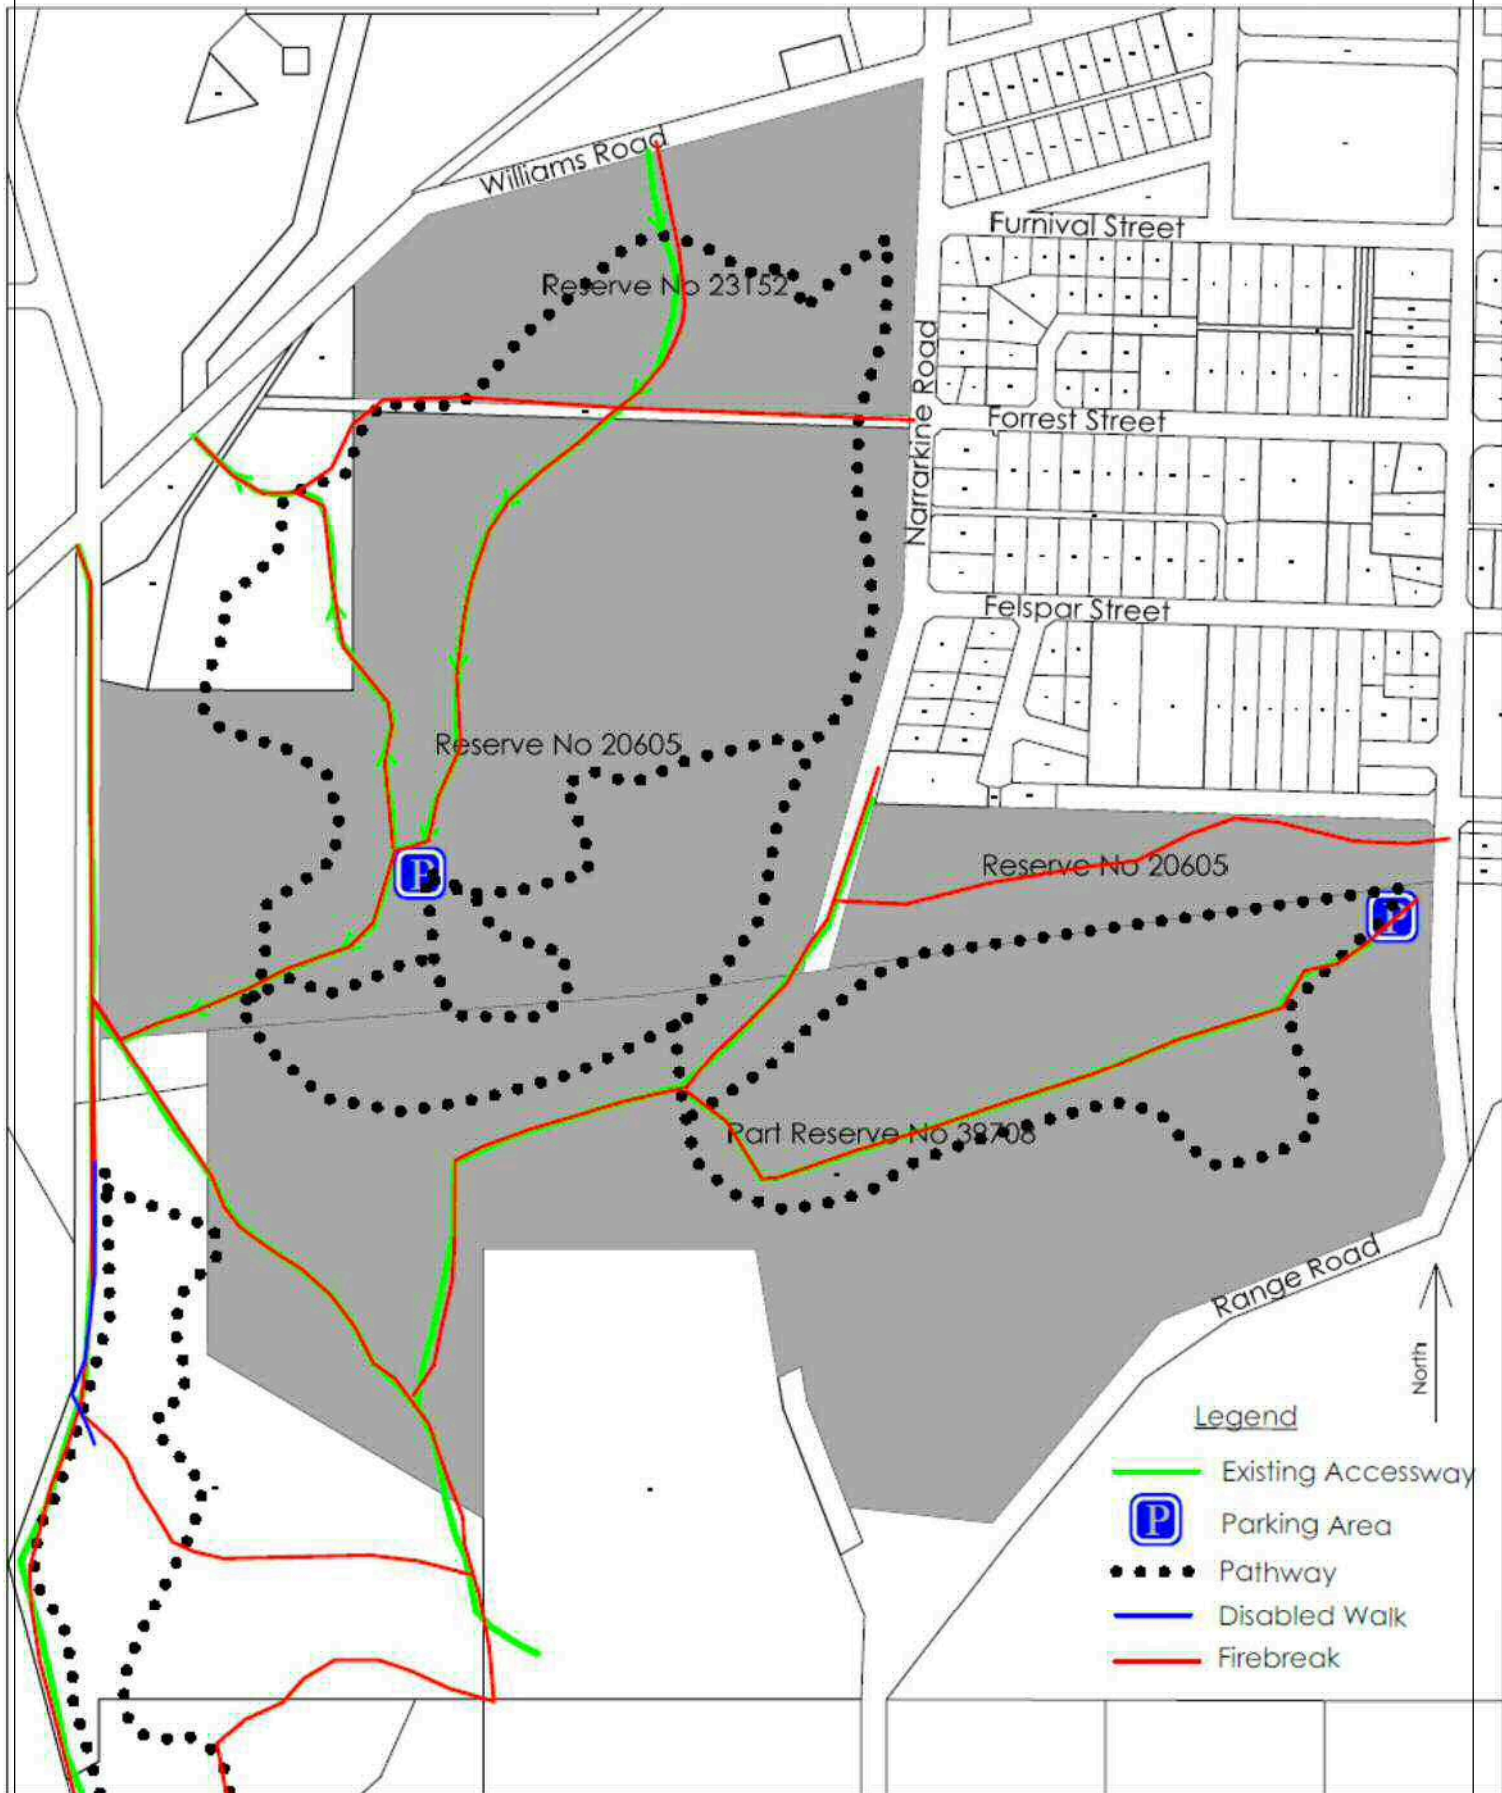 Williams Road
Furnival Street
Reserve No 23152
Narrarkine Road
Forrest Street
Felspar Street
Reserve No 20605
Reserve No 20605
P
P
Part Reserve No 39708
Range Road
North
Legend
Existing Accessway
P Parking Area
Pathway
Disabled Walk
Firebreak